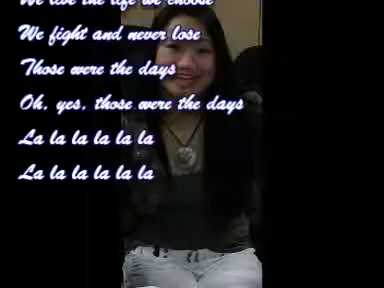 We live the life we choose
We fight and never lose
Those were the days
Oh, yes, those were the days
La la la la la la
La la la la la la